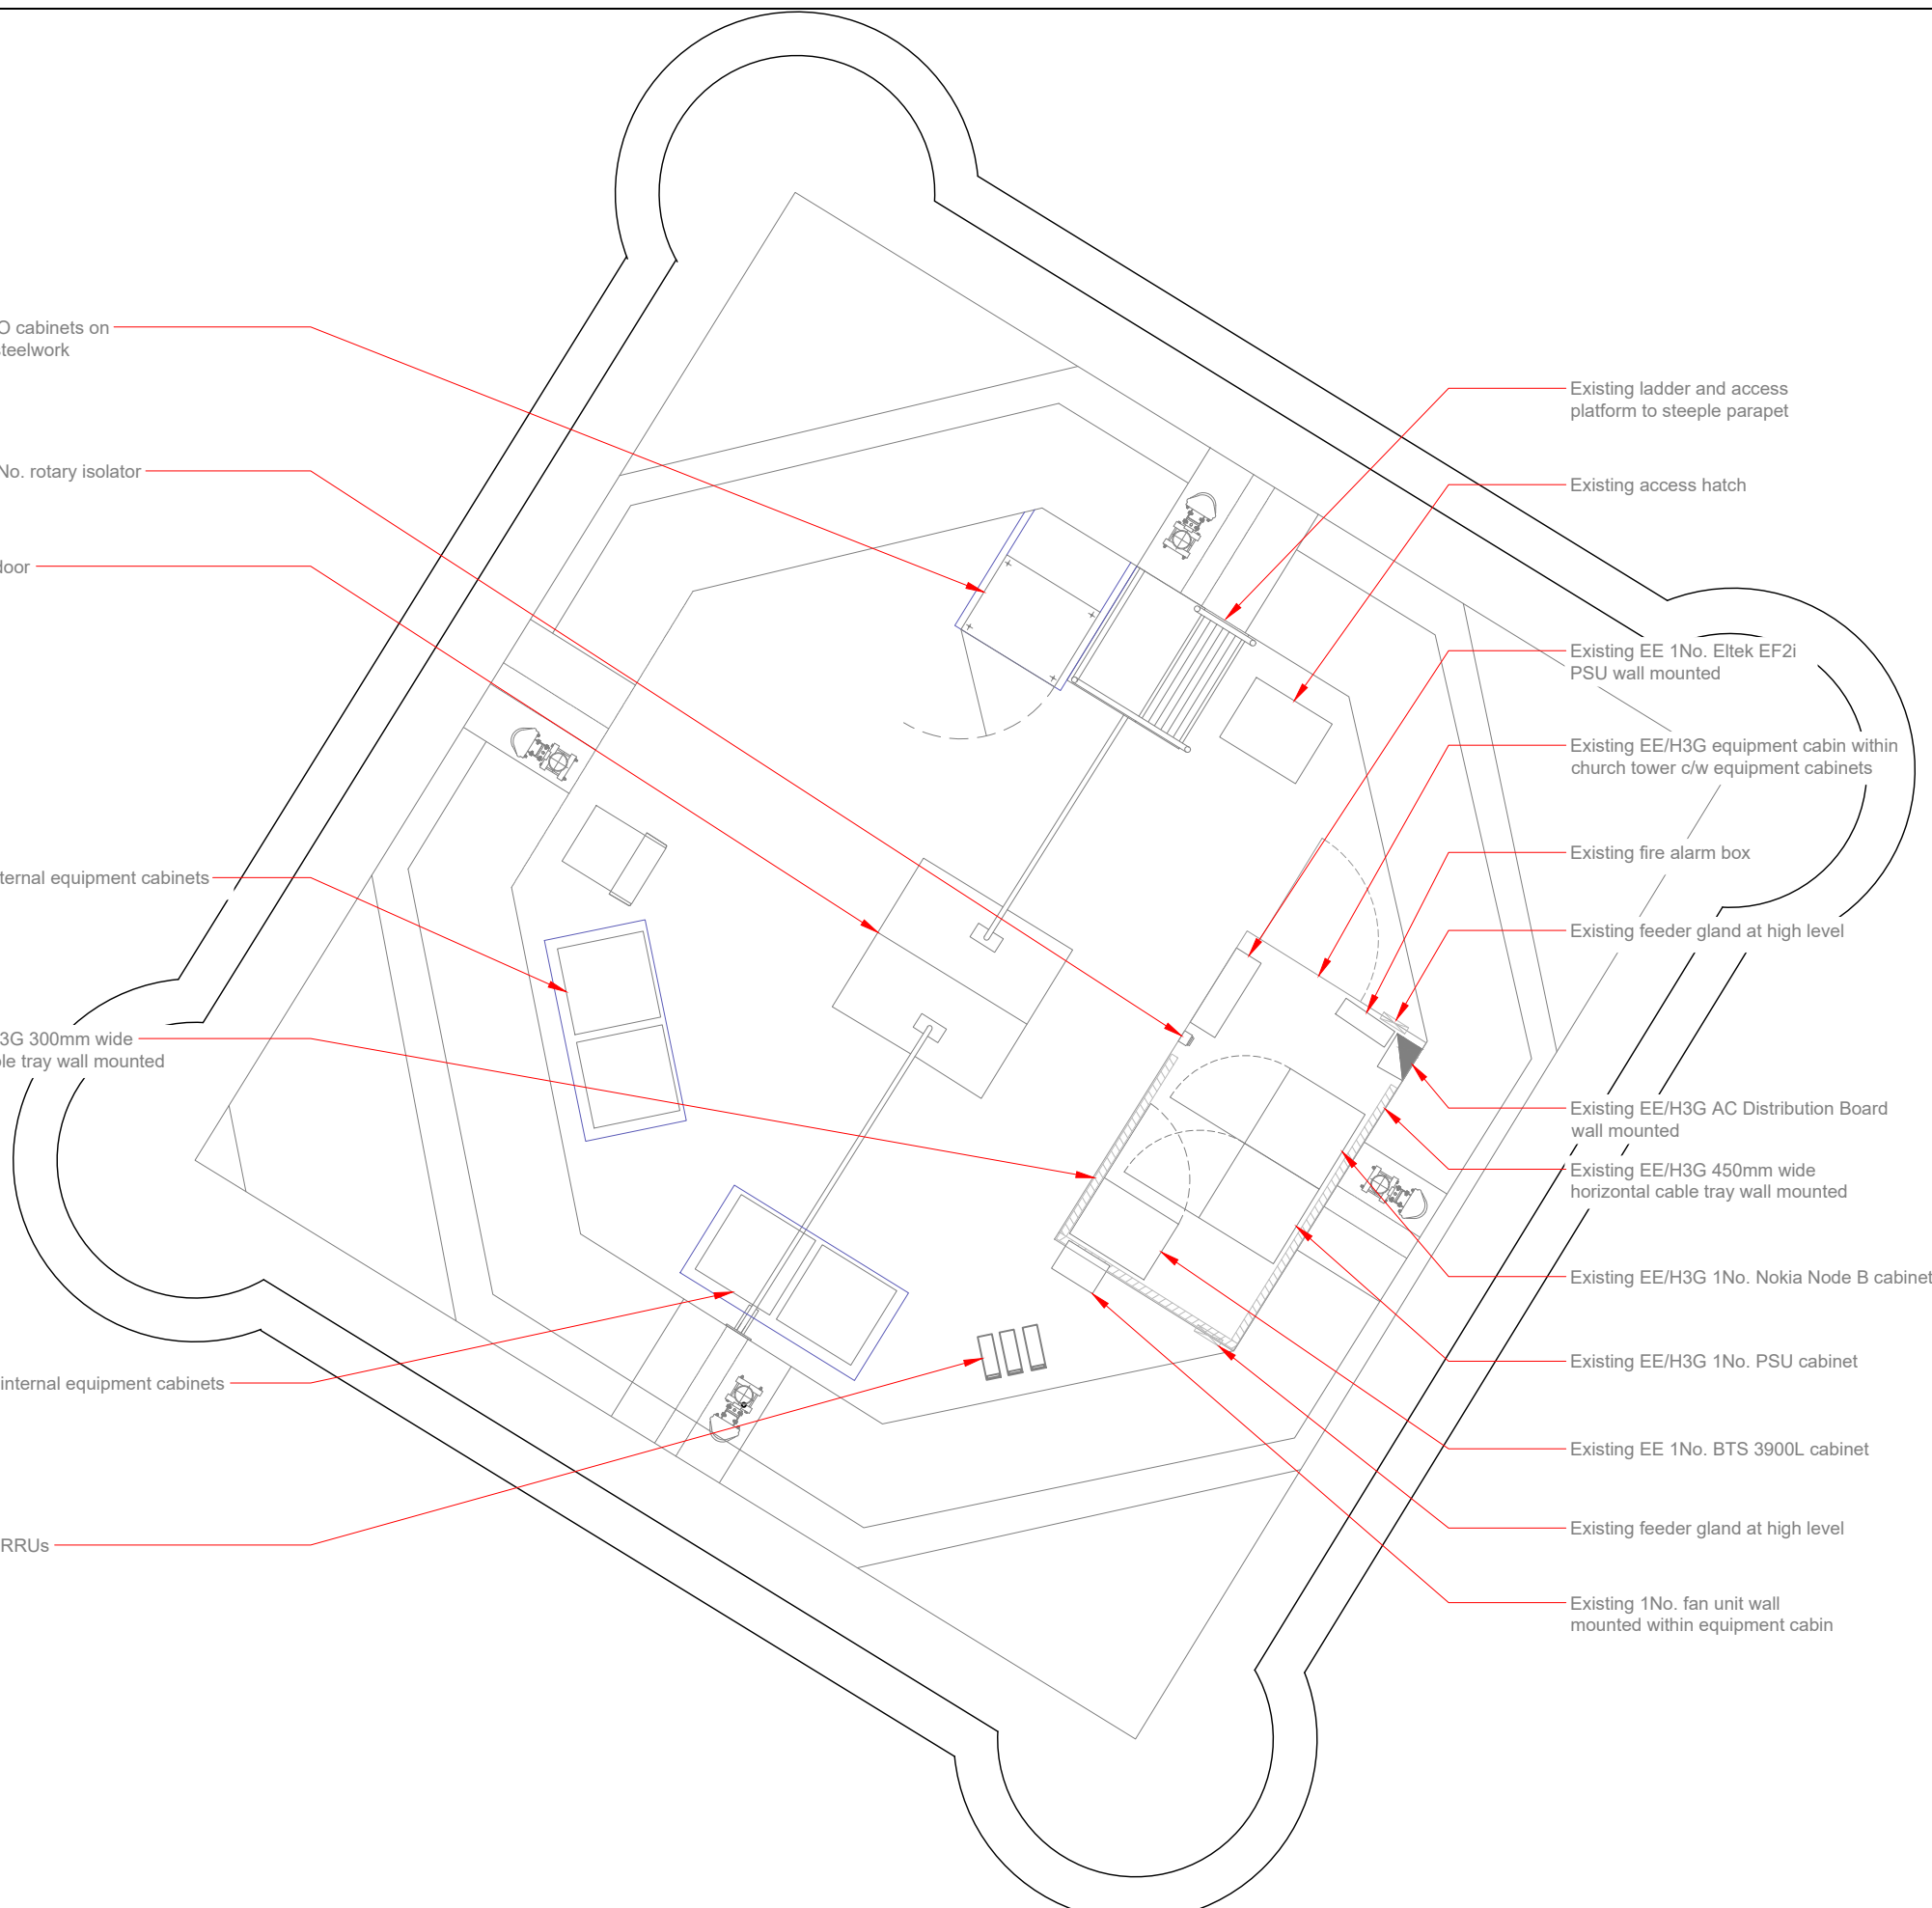 O cabinets on
steelwork
No. rotary isolator
door
ternal equipment cabinets
3G 300mm wide
ble tray wall mounted
internal equipment cabinets
RRUs
Existing ladder and access
platform to steeple parapet
Existing access hatch
Existing EE 1No. Eltek EF2i
PSU wall mounted
Existing EE/H3G equipment cabin within
church tower c/w equipment cabinets
Existing fire alarm box
Existing feeder gland at high level
Existing EE/H3G AC Distribution Board
wall mounted
Existing EE/H3G 450mm wide
horizontal cable tray wall mounted
Existing EE/H3G 1No. Nokia Node B cabinet
Existing EE/H3G 1No. PSU cabinet
Existing EE 1No. BTS 3900L cabinet
Existing feeder gland at high level
Existing 1No. fan unit wall
mounted within equipment cabin